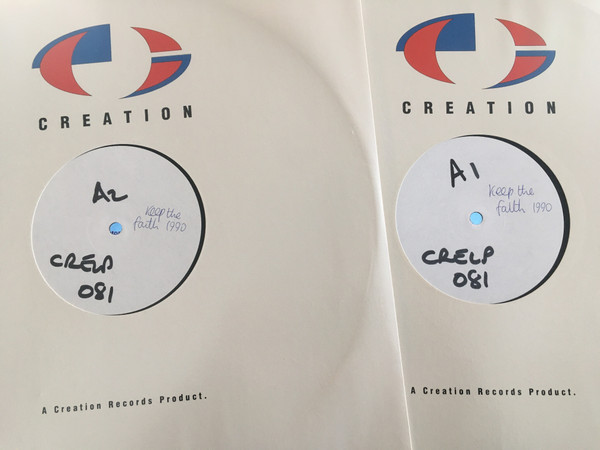 CREATION
A2
Keep the
faith 1990
CRELP
081
A Creation Records Product.
CREATION
A1
Keep the
faith 1990
CRELP
081
A Creation Records Product.